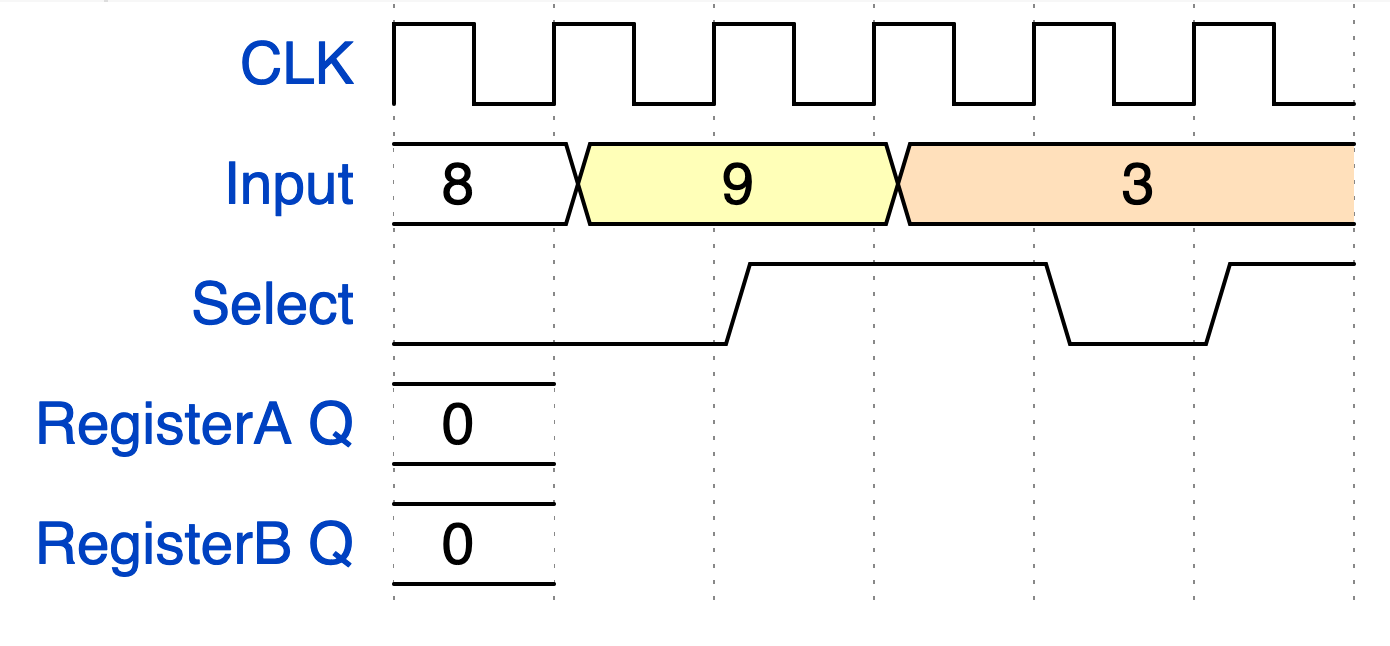 CLK
Input 8 9 3
Select
RegisterA Q 0
RegisterB Q 0